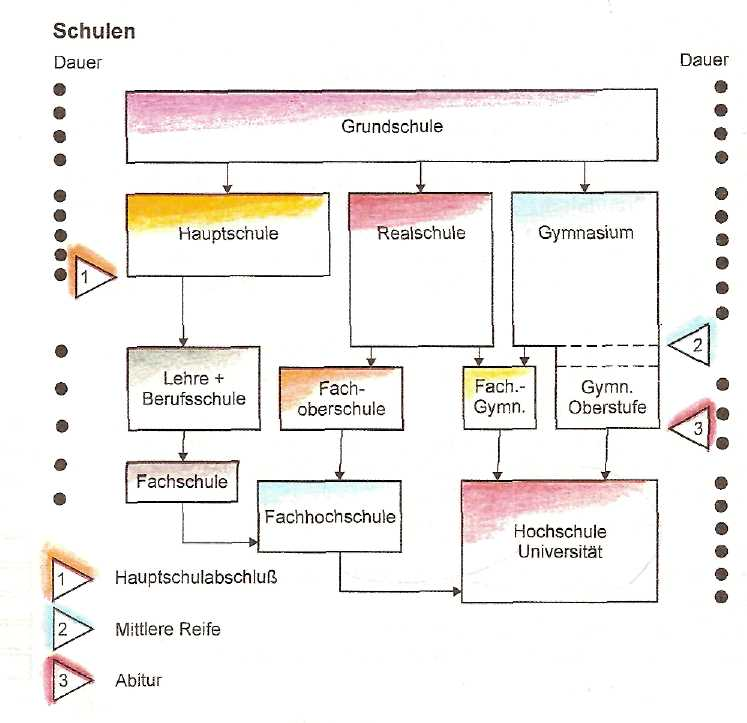 Schulen
Dauer
Dauer
Grundschule
Hauptschule
Realschule
Gymnasium
1
2
Lehre +
Berufsschule
Fach-
oberschule
Fach.-
Gymn.
Gymn.
Oberstufe
3
Fachschule
Fachhochschule
Hochschule
Universität
1
Hauptschulabschluß
2
Mittlere Reife
3
Abitur